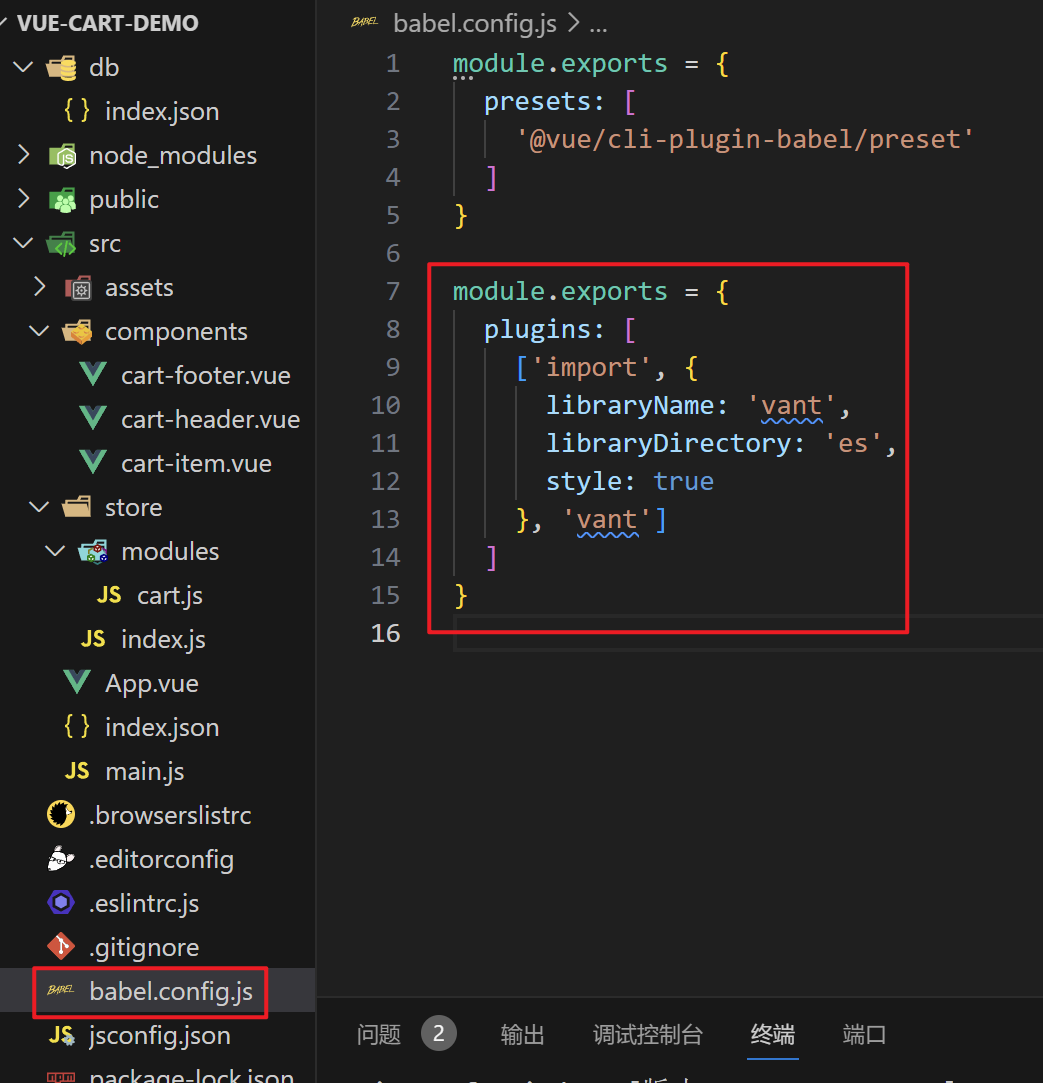 VUE-CART-DEMO
db
index.json
node_modules
public
src
assets
components
cart-footer.vue
cart-header.vue
cart-item.vue
store
modules
cart.js
index.js
App.vue
index.json
main.js
.browserslistrc
.editorconfig
.eslintrc.js
.gitignore
babel.config.js
jsconfig.json
package-lock.json
babel.config.js > ...
1 module.exports = {
2   presets: [
3     '@vue/cli-plugin-babel/preset'
4   ]
5 }
6
7 module.exports = {
8   plugins: [
9     ['import', {
10       libraryName: 'vant',
11       libraryDirectory: 'es',
12       style: true
13     }, 'vant']
14   ]
15 }
16
问题 2 输出 调试控制台 终端 端口